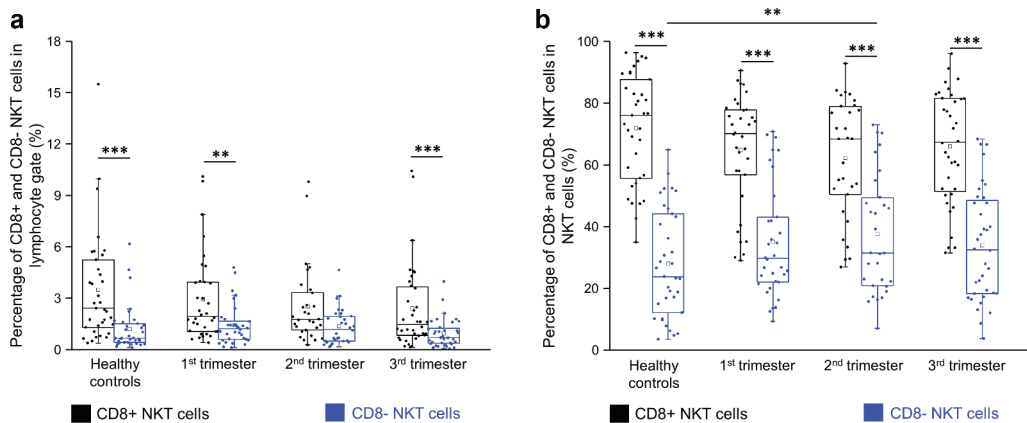 a
Percentage of CD8+ and CD8- NKT cells in
lymphocyte gate (%)
18
15
12
9
6
3
0
***
**
***
Healthy
controls
1st trimester
2nd trimester
3rd trimester
CD8+ NKT cells
CD8- NKT cells
b
Percentage of CD8+ and CD8- NKT cells in
NKT cells (%)
100
80
60
40
20
0
**
***
***
***
***
Healthy
controls
1st trimester
2nd trimester
3rd trimester
CD8+ NKT cells
CD8- NKT cells